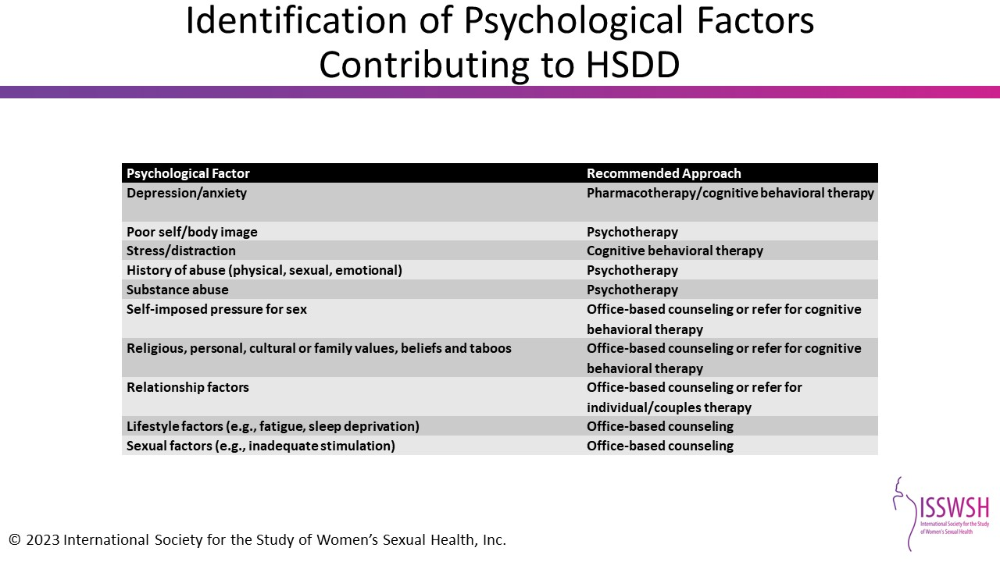 Identification of Psychological Factors
Contributing to HSDD
Psychological Factor Recommended Approach
Depression/anxiety Pharmacotherapy/cognitive behavioral therapy
Poor self/body image Psychotherapy
Stress/distraction Cognitive behavioral therapy
History of abuse (physical, sexual, emotional) Psychotherapy
Substance abuse Psychotherapy
Self-imposed pressure for sex Office-based counseling or refer for cognitive
behavioral therapy
Religious, personal, cultural or family values, beliefs and taboos Office-based counseling or refer for cognitive
behavioral therapy
Relationship factors Office-based counseling or refer for
individual/couples therapy
Lifestyle factors (e.g., fatigue, sleep deprivation) Office-based counseling
Sexual factors (e.g., inadequate stimulation) Office-based counseling
ISSWSH
International Society for the Study
of Women's Sexual Health
© 2023 International Society for the Study of Women’s Sexual Health, Inc.